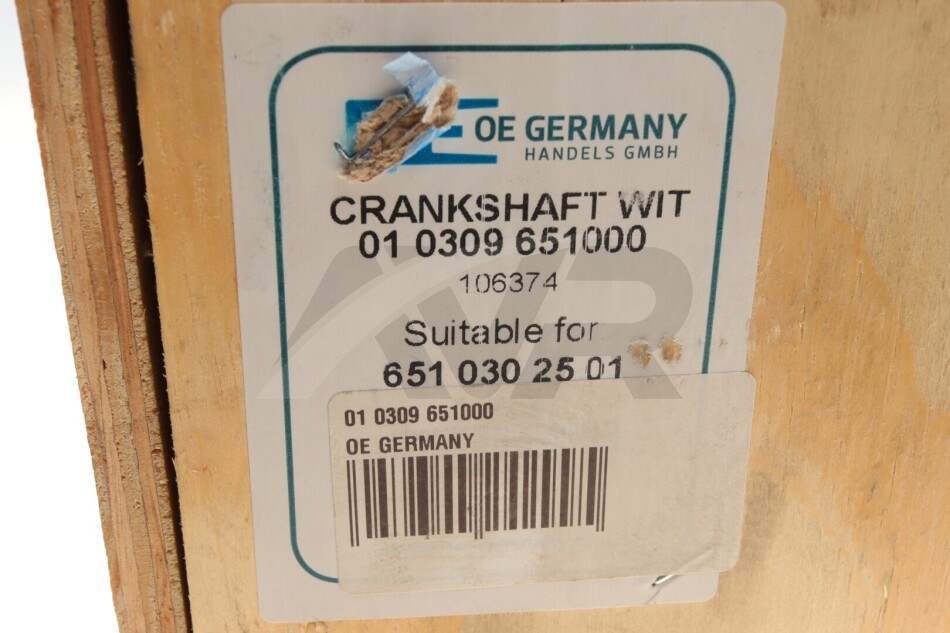 OE GERMANY
HANDELS GMBH
CRANKSHAFT WIT
01 0309 651000
106374
Suitable for
651 030 25 01
AVR
01 0309 651000
OE GERMANY